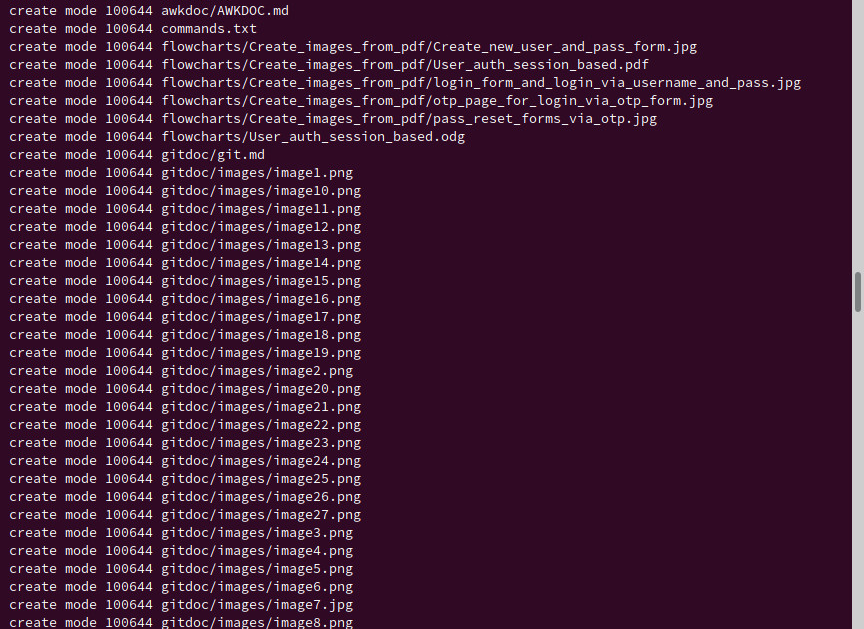 create mode 100644 awkdoc/AWKDOC.md
create mode 100644 commands.txt
create mode 100644 flowcharts/Create_images_from_pdf/Create_new_user_and_pass_form.jpg
create mode 100644 flowcharts/Create_images_from_pdf/User_auth_session_based.pdf
create mode 100644 flowcharts/Create_images_from_pdf/login_form_and_login_via_username_and_pass.jpg
create mode 100644 flowcharts/Create_images_from_pdf/otp_page_for_login_via_otp_form.jpg
create mode 100644 flowcharts/Create_images_from_pdf/pass_reset_forms_via_otp.jpg
create mode 100644 flowcharts/User_auth_session_based.odg
create mode 100644 gitdoc/git.md
create mode 100644 gitdoc/images/image1.png
create mode 100644 gitdoc/images/image10.png
create mode 100644 gitdoc/images/image11.png
create mode 100644 gitdoc/images/image12.png
create mode 100644 gitdoc/images/image13.png
create mode 100644 gitdoc/images/image14.png
create mode 100644 gitdoc/images/image15.png
create mode 100644 gitdoc/images/image16.png
create mode 100644 gitdoc/images/image17.png
create mode 100644 gitdoc/images/image18.png
create mode 100644 gitdoc/images/image19.png
create mode 100644 gitdoc/images/image2.png
create mode 100644 gitdoc/images/image20.png
create mode 100644 gitdoc/images/image21.png
create mode 100644 gitdoc/images/image22.png
create mode 100644 gitdoc/images/image23.png
create mode 100644 gitdoc/images/image24.png
create mode 100644 gitdoc/images/image25.png
create mode 100644 gitdoc/images/image26.png
create mode 100644 gitdoc/images/image27.png
create mode 100644 gitdoc/images/image3.png
create mode 100644 gitdoc/images/image4.png
create mode 100644 gitdoc/images/image5.png
create mode 100644 gitdoc/images/image6.png
create mode 100644 gitdoc/images/image7.jpg
create mode 100644 gitdoc/images/image8.png